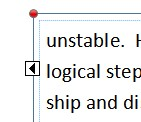 unstable. H
logical step
ship and di